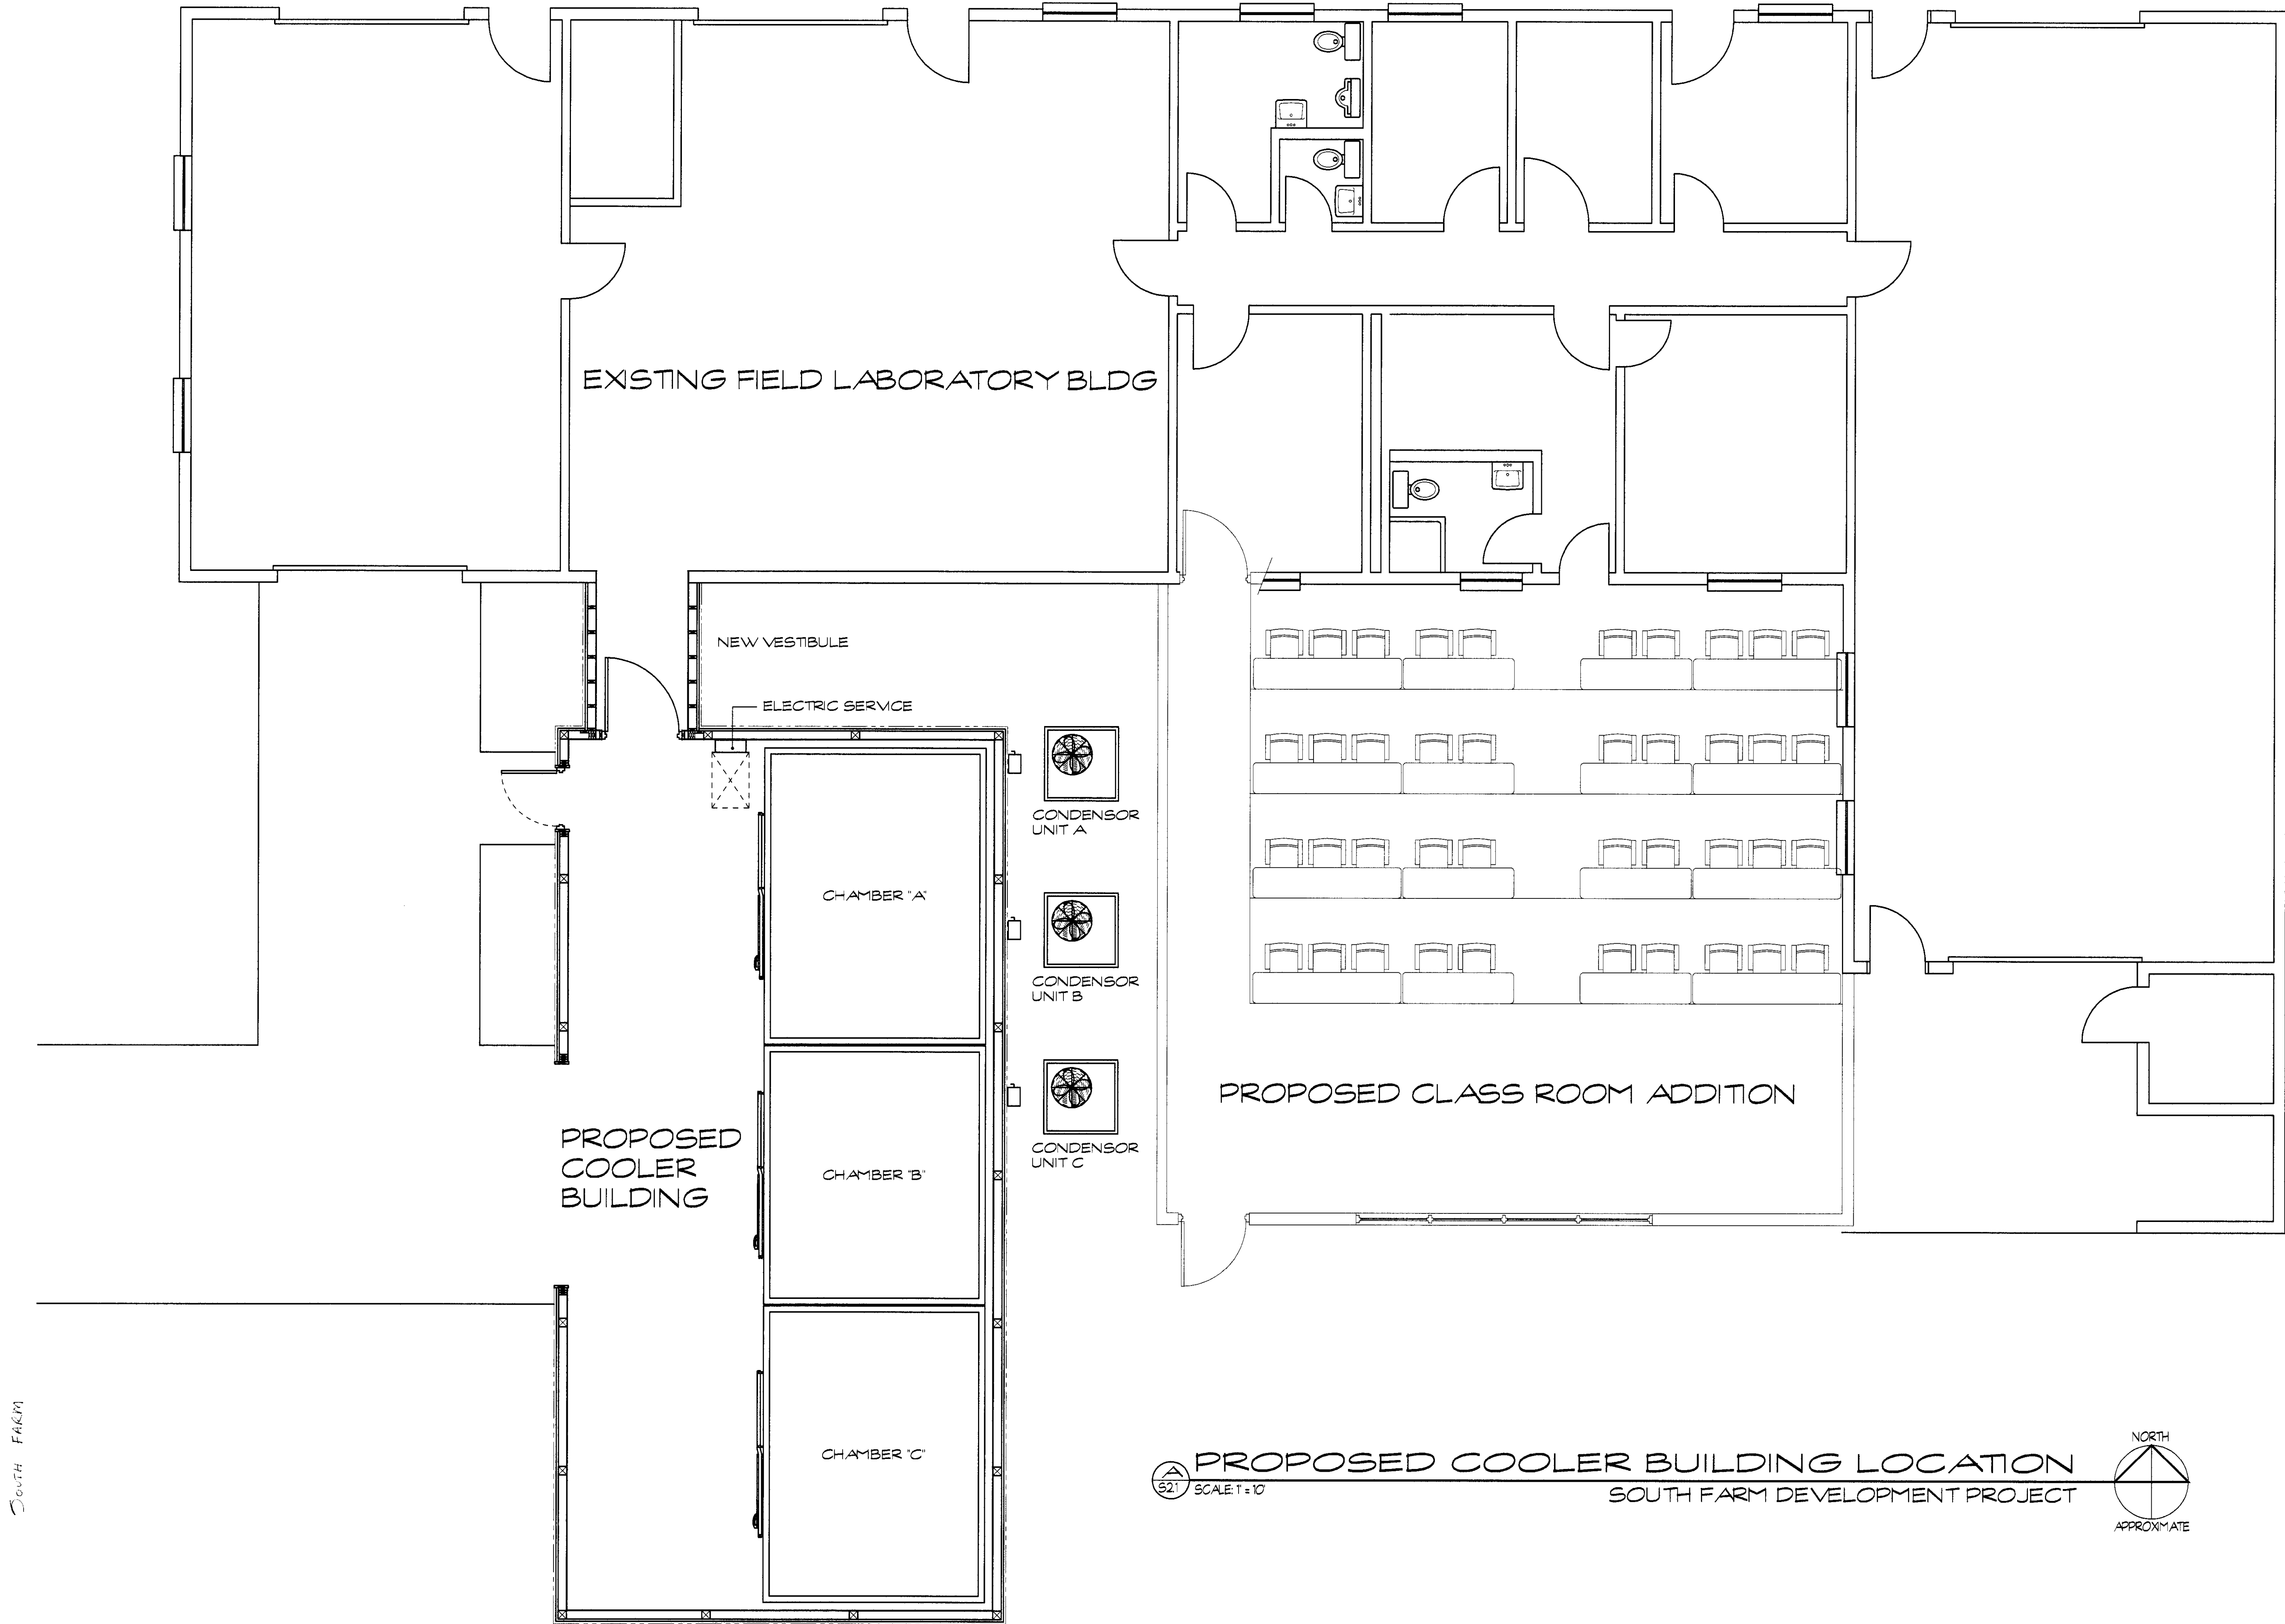 EXISTING FIELD LABORATORY BLDG
NEW VESTIBULE
ELECTRIC SERVICE
X
CONDENSOR
UNIT A
CHAMBER "A"
CONDENSOR
UNIT B
PROPOSED CLASS ROOM ADDITION
PROPOSED
COOLER
BUILDING
CONDENSOR
UNIT C
CHAMBER "B"
CHAMBER "C"
SOUTH FARM
A
S2.1
PROPOSED COOLER BUILDING LOCATION
SCALE: 1" = 10'
SOUTH FARM DEVELOPMENT PROJECT
NORTH
APPROXIMATE